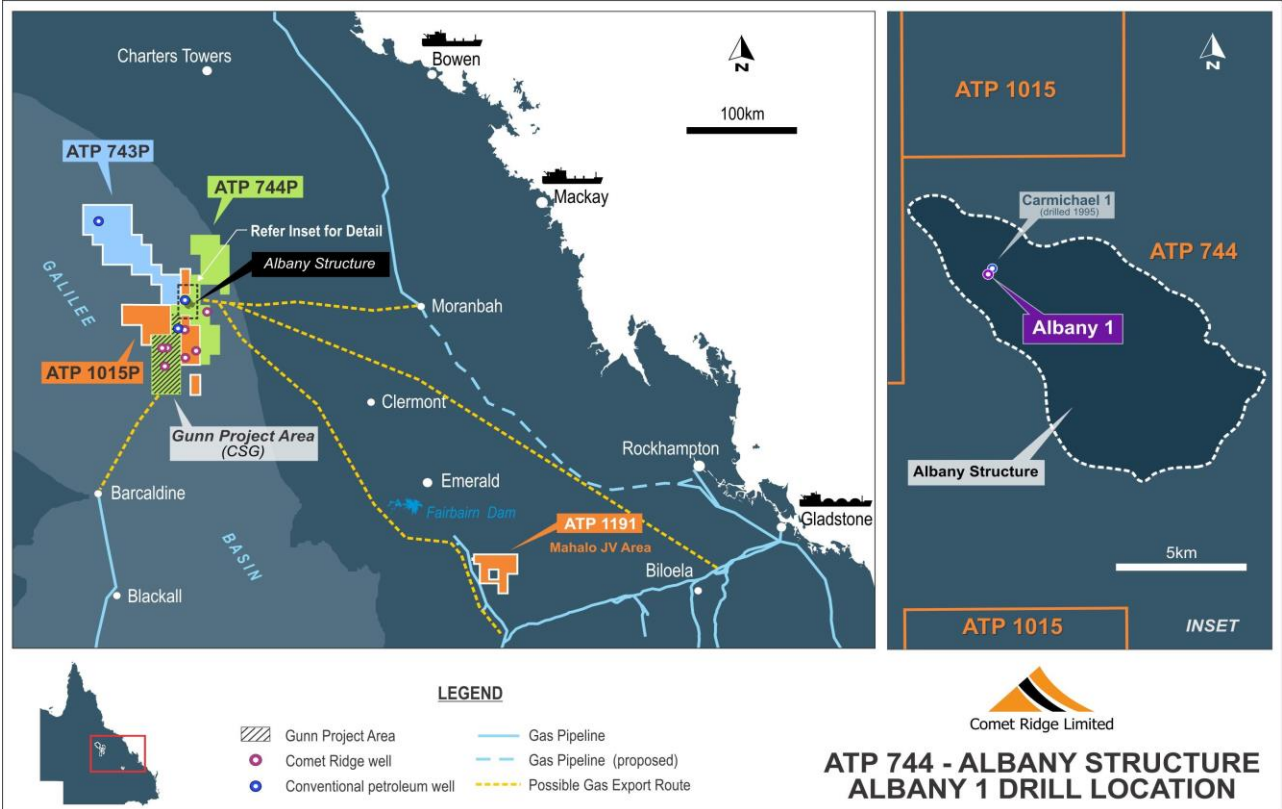 Charters Towers
Bowen
N
100km
ATP 743P
ATP 744P
Mackay
Refer Inset for Detail
Albany Structure
GALILEE
Moranbah
ATP 1015P
Clermont
Gunn Project Area
(CSG)
Rockhampton
Emerald
Barcaldine
Fairbairn Dam
Gladstone
ATP 1191
Mahalo JV Area
BASIN
Biloela
Blackall
N
ATP 1015
Carmichael 1
(drilled 1995)
ATP 744
Albany 1
Albany Structure
5km
ATP 1015
INSET
LEGEND
Gunn Project Area
Comet Ridge well
Conventional petroleum well
Gas Pipeline
Gas Pipeline (proposed)
Possible Gas Export Route
Comet Ridge Limited
ATP 744 - ALBANY STRUCTURE
ALBANY 1 DRILL LOCATION